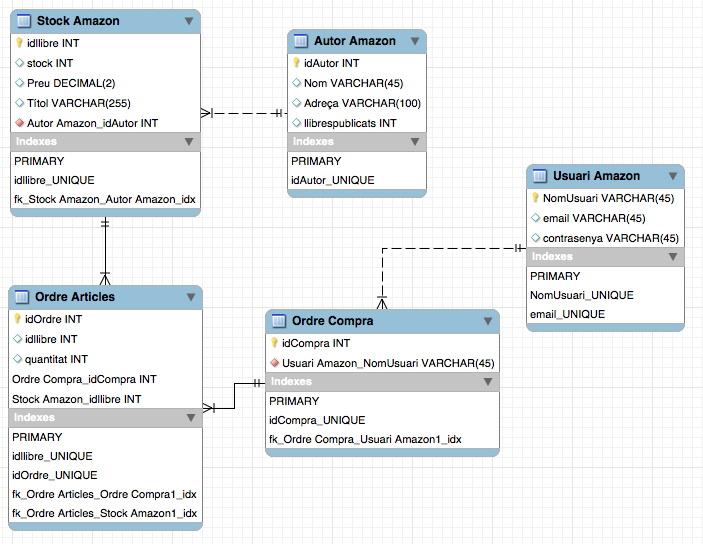 Stock Amazon
idllibre INT
stock INT
Preu DECIMAL(2)
Títol VARCHAR(255)
Autor Amazon_idAutor INT
Indexes
PRIMARY
idllibre_UNIQUE
fk_Stock Amazon_Autor Amazon_idx
Autor Amazon
idAutor INT
Nom VARCHAR(45)
Adreça VARCHAR(100)
llibrespublicats INT
Indexes
PRIMARY
idAutor_UNIQUE
Usuari Amazon
NomUsuari VARCHAR(45)
email VARCHAR(45)
contrasenya VARCHAR(45)
Indexes
PRIMARY
NomUsuari_UNIQUE
email_UNIQUE
Ordre Articles
idOrdre INT
idllibre INT
quantitat INT
Ordre Compra_idCompra INT
Stock Amazon_idllibre INT
Indexes
PRIMARY
idllibre_UNIQUE
idOrdre_UNIQUE
fk_Ordre Articles_Ordre Compra1_idx
fk_Ordre Articles_Stock Amazon1_idx
Ordre Compra
idCompra INT
Usuari Amazon_NomUsuari VARCHAR(45)
Indexes
PRIMARY
idCompra_UNIQUE
fk_Ordre Compra_Usuari Amazon1_idx